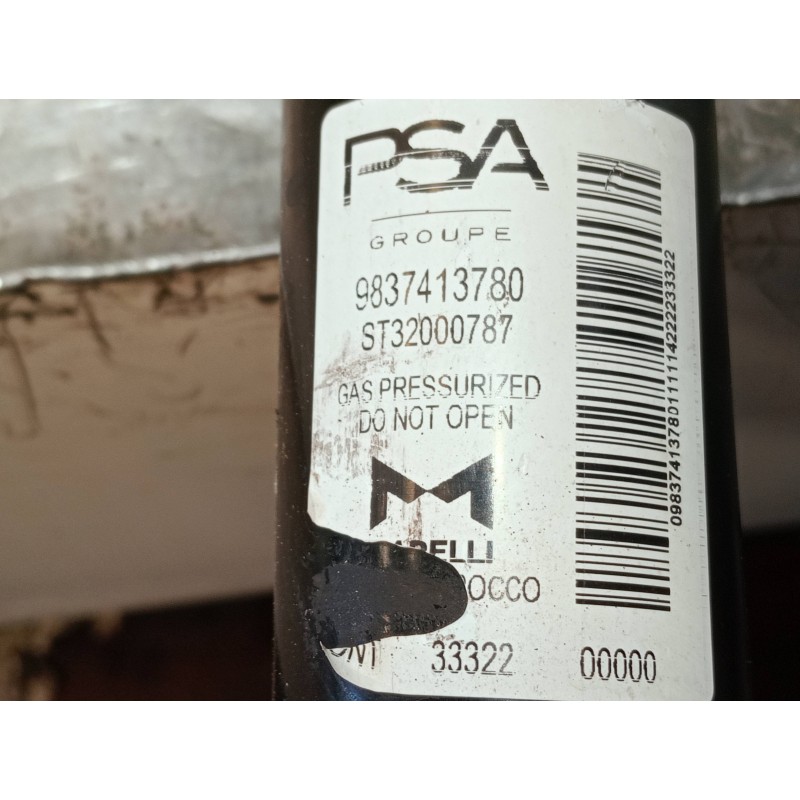 PSA
GROUPE
9837413780
ST32000787
GAS PRESSURIZED
DO NOT OPEN
33322 00000
09837413780111114222233322